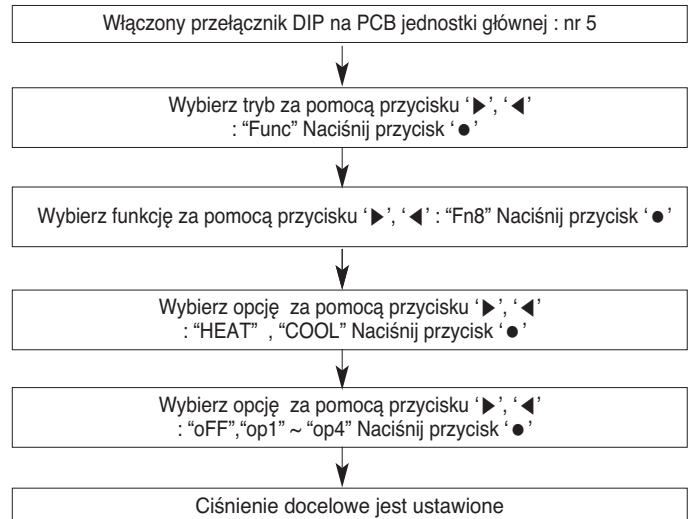 Włączony przełącznik DIP na PCB jednostki głównej : nr 5
Wybierz tryb za pomocą przycisku ‘▶’, ‘◀’
: “Func” Naciśnij przycisk ‘●’
Wybierz funkcję za pomocą przycisku ‘▶’, ‘◀’ : “Fn8” Naciśnij przycisk ‘●’
Wybierz opcję za pomocą przycisku ‘▶’, ‘◀’
: “HEAT” , “COOL” Naciśnij przycisk ‘●’
Wybierz opcję za pomocą przycisku ‘▶’, ‘◀’
: “oFF”,“op1” ~ “op4” Naciśnij przycisk ‘●’
Ciśnienie docelowe jest ustawione